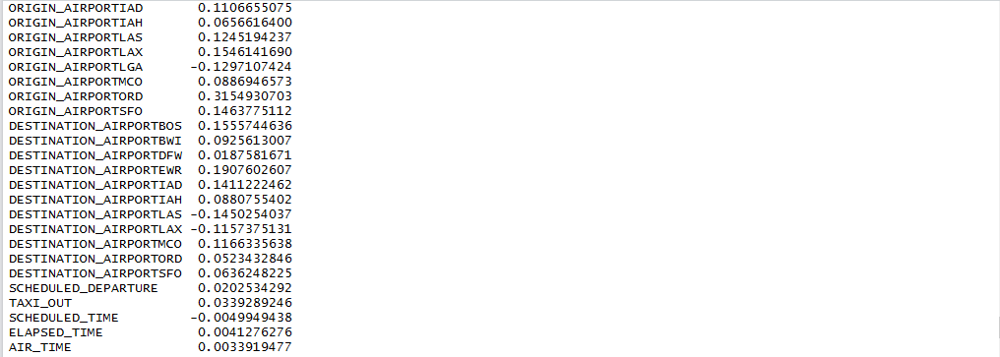 ORIGIN_AIRPORTIAD 0.1106655075
ORIGIN_AIRPORTIAH 0.0656616400
ORIGIN_AIRPORTLAS 0.1245194237
ORIGIN_AIRPORTLAX 0.1546141690
ORIGIN_AIRPORTLGA -0.1297107424
ORIGIN_AIRPORTMCO 0.0886946573
ORIGIN_AIRPORTORD 0.3154930703
ORIGIN_AIRPORTSFO 0.1463775112
DESTINATION_AIRPORTBOS 0.1555744636
DESTINATION_AIRPORTBWI 0.0925613007
DESTINATION_AIRPORTDFW 0.0187581671
DESTINATION_AIRPORTEWR 0.1907602607
DESTINATION_AIRPORTIAD 0.1411222462
DESTINATION_AIRPORTIAH 0.0880755402
DESTINATION_AIRPORTLAS -0.1450254037
DESTINATION_AIRPORTLAX -0.1157375131
DESTINATION_AIRPORTMCO 0.1166335638
DESTINATION_AIRPORTORD 0.0523432846
DESTINATION_AIRPORTSFO 0.0636248225
SCHEDULED_DEPARTURE 0.0202534292
TAXI_OUT 0.0339289246
SCHEDULED_TIME -0.0049949438
ELAPSED_TIME 0.0041276276
AIR_TIME 0.0033919477